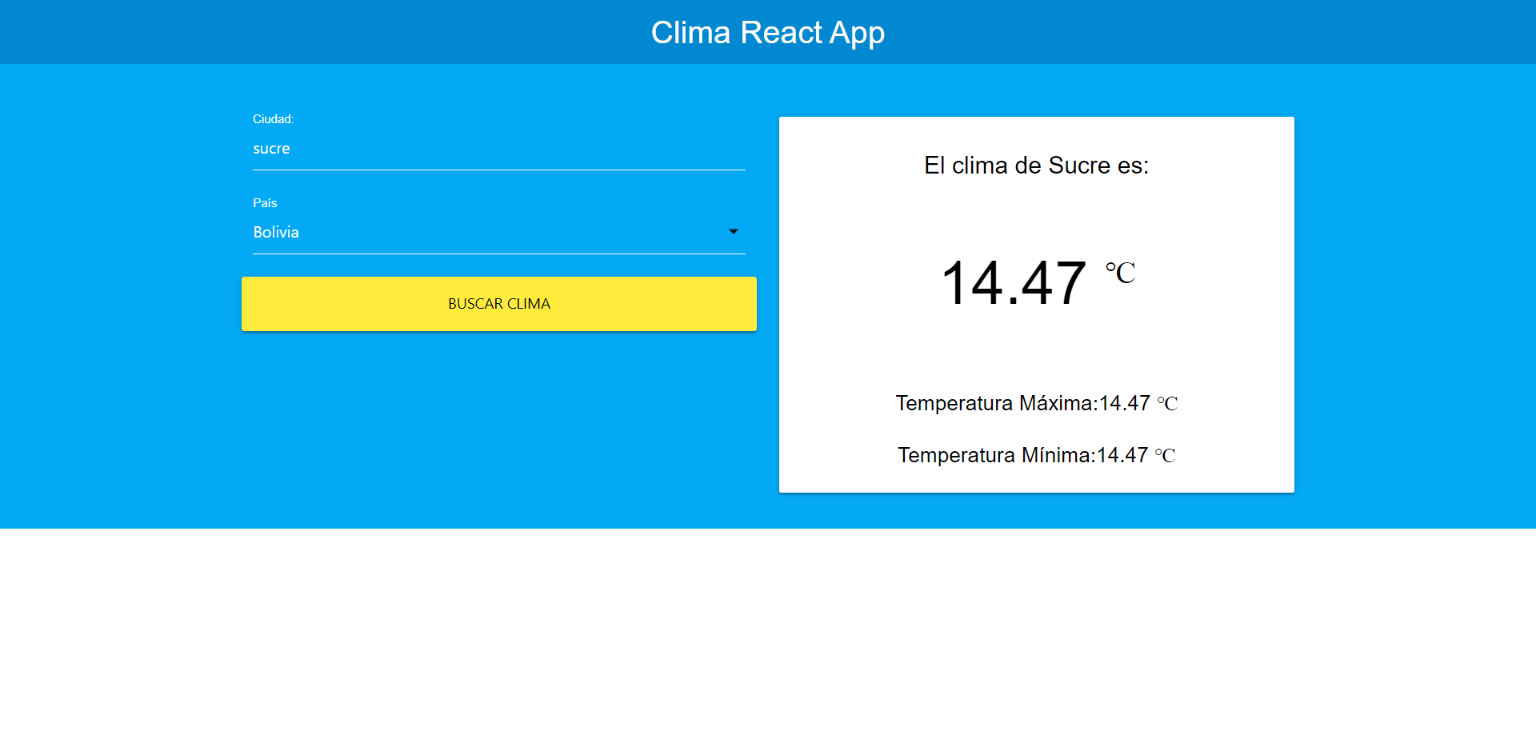 Clima React App
Ciudad:
sucre
País
Bolivia
BUSCAR CLIMA
El clima de Sucre es:
14.47 ℃
Temperatura Máxima:14.47 ℃
Temperatura Mínima:14.47 ℃